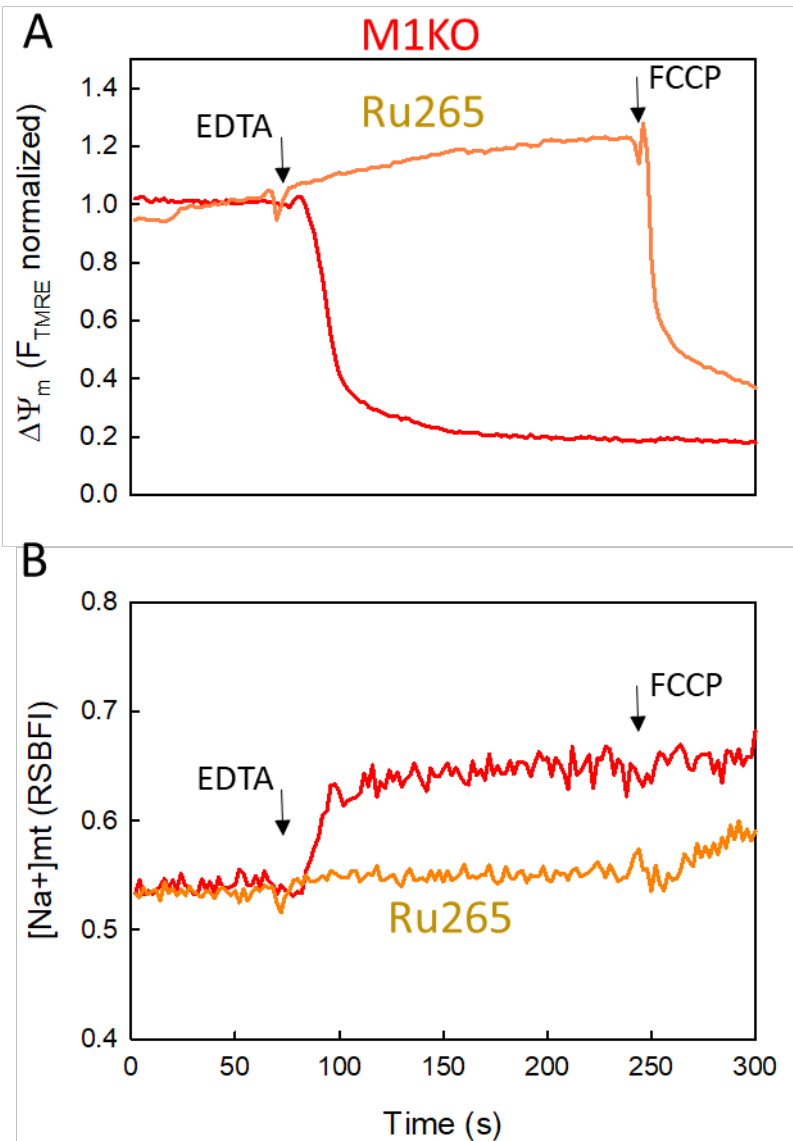 A
M1KO
EDTA
Ru265
FCCP
1.4
1.2
1.0
0.8
0.6
0.4
0.2
0.0
ΔΨm (FTMRE normalized)
B
0.8
0.7
0.6
0.5
0.4
[Na+]mt (RSBFI)
EDTA
FCCP
Ru265
0 50 100 150 200 250 300
Time (s)